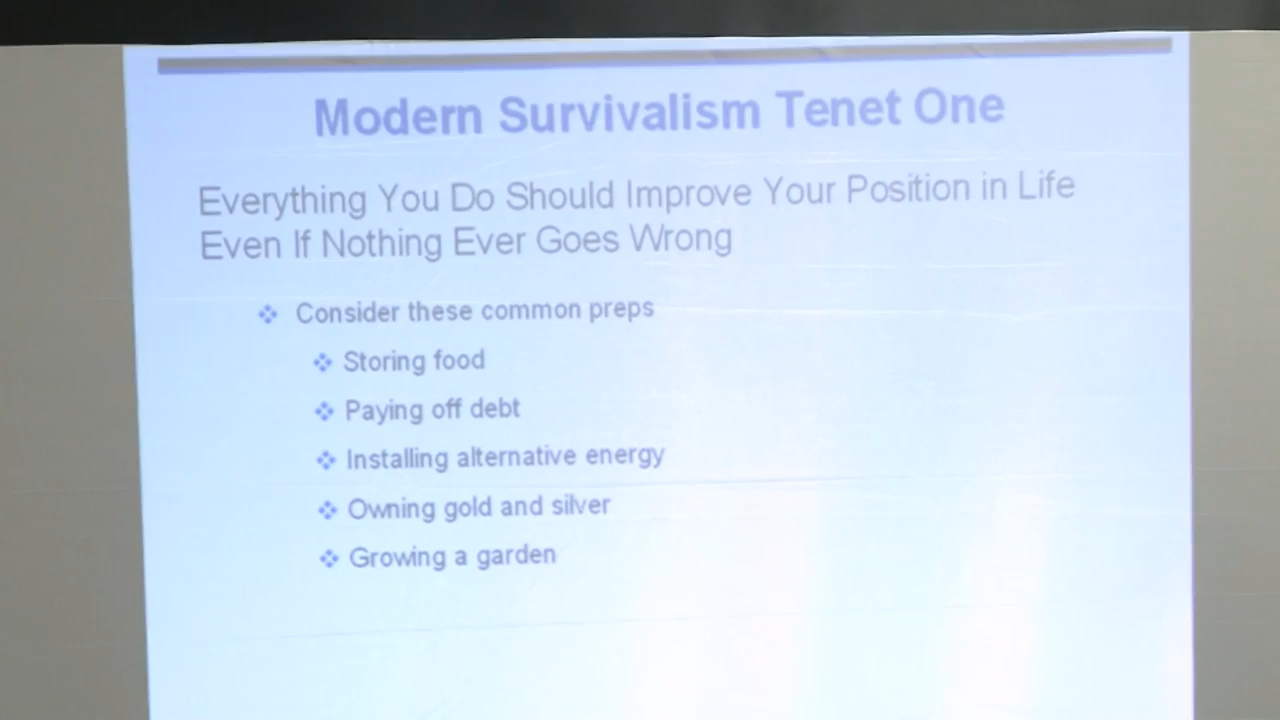 Modern Survivalism Tenet One
Everything You Do Should Improve Your Position in Life
Even If Nothing Ever Goes Wrong
Consider these common preps
Storing food
Paying off debt
Installing alternative energy
Owning gold and silver
Growing a garden